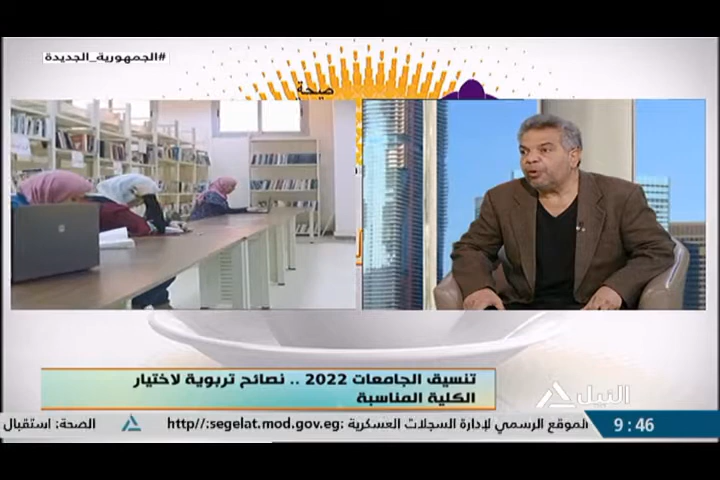 #الجمهورية_الجديدة
صبحة
تنسيق الجامعات 2022 .. نصائح تربوية لاختيار
الكلية المناسبة
النيل
الموقع الرسمي لإدارة السجلات العسكرية :http//:segelat.mod.gov.eg
الصحة: استقبال
9:46